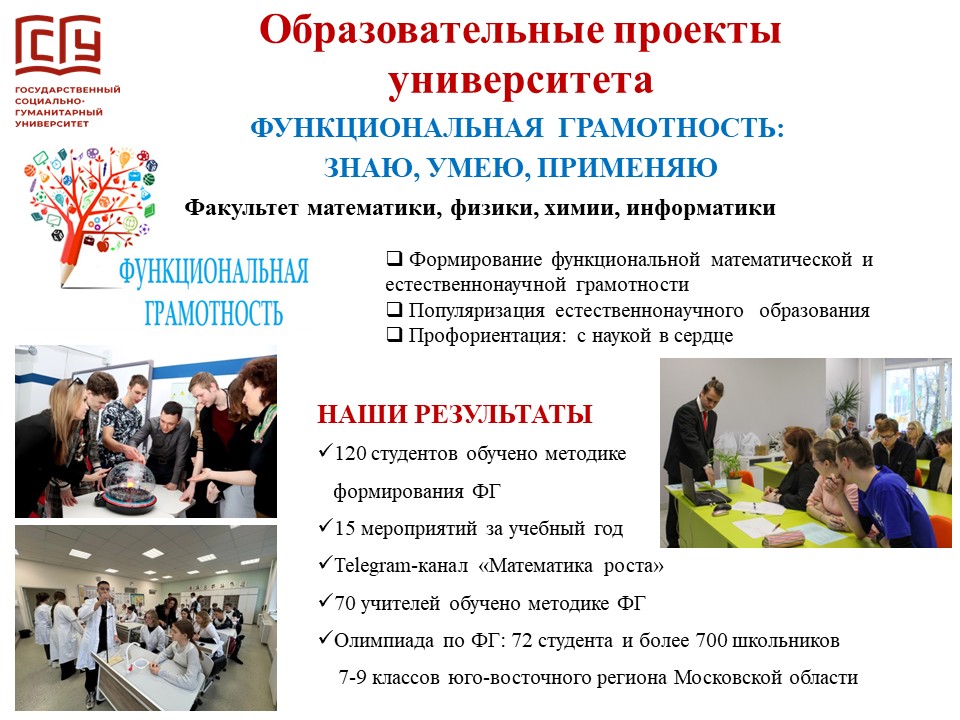 ГСГУ
ГОСУДАРСТВЕННЫЙ
СОЦИАЛЬНО-
ГУМАНИТАРНЫЙ
УНИВЕРСИТЕТ
Образовательные проекты
университета
ФУНКЦИОНАЛЬНАЯ ГРАМОТНОСТЬ:
ЗНАЮ, УМЕЮ, ПРИМЕНЯЮ
Факультет математики, физики, химии, информатики
ФУНКЦИОНАЛЬНАЯ
ГРАМОТНОСТЬ
❑ Формирование функциональной математической и
естественнонаучной грамотности
❑ Популяризация естественнонаучного образования
❑ Профориентация: с наукой в сердце
НАШИ РЕЗУЛЬТАТЫ
✓120 студентов обучено методике
формирования ФГ
✓15 мероприятий за учебный год
✓Telegram-канал «Математика роста»
✓70 учителей обучено методике ФГ
✓Олимпиада по ФГ: 72 студента и более 700 школьников
7-9 классов юго-восточного региона Московской области